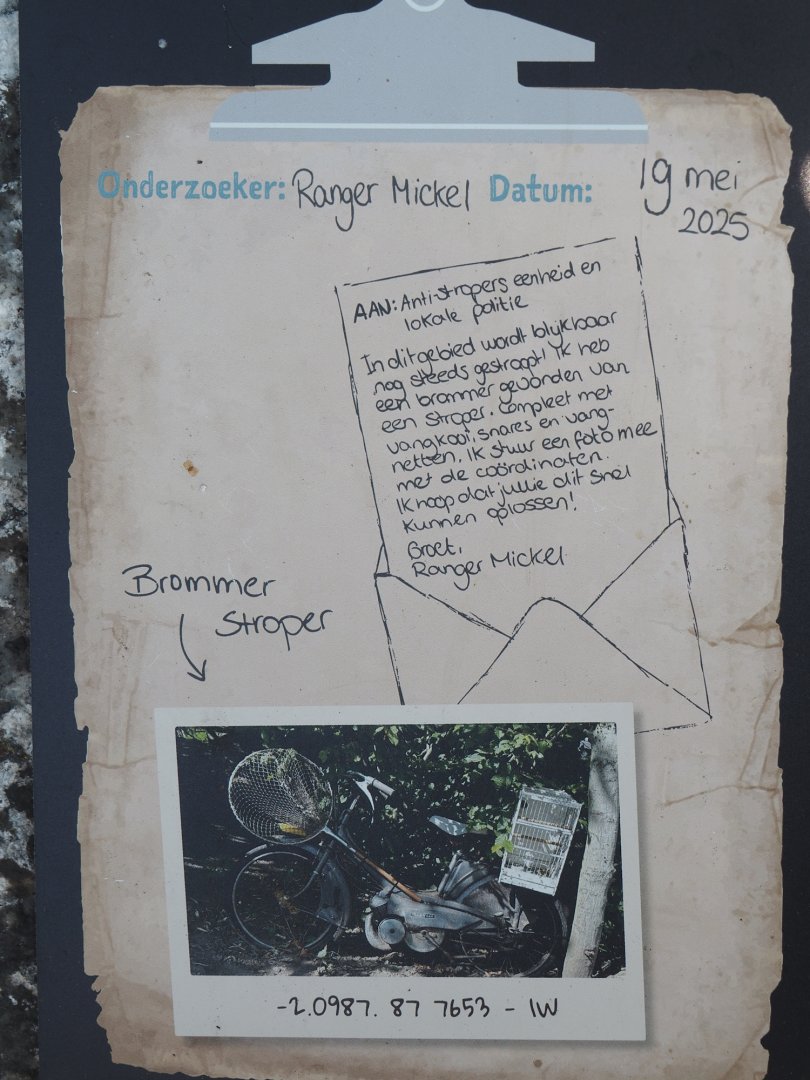 Onderzoeker: Ranger Mickel Datum: 19 mei
2025
AAN: Anti-stropers eenheid en
lokale politie
In dit gebied wordt blijkbaar
nog steeds gestroopt! Ik heb
een brommer gevonden van
een stroper. Compleet met
vangkooi, snares en vang-
netten. Ik stuur een foto mee
met de coördinaten.
Ik hoop dat jullie dit snel
kunnen oplossen!
Groet,
Ranger Mickel
Brommer
Stroper
-2.0987. 87 7653 - IW